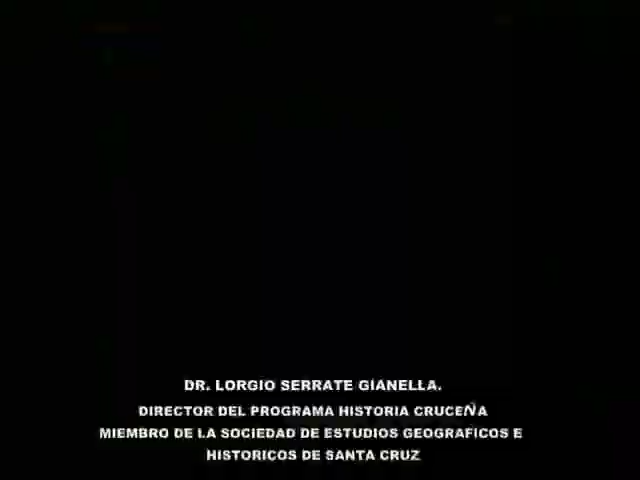 DR. LORGIO SERRATE GIANELLA.
DIRECTOR DEL PROGRAMA HISTORIA CRUCEÑA
MIEMBRO DE LA SOCIEDAD DE ESTUDIOS GEOGRAFICOS E
HISTORICOS DE SANTA CRUZ